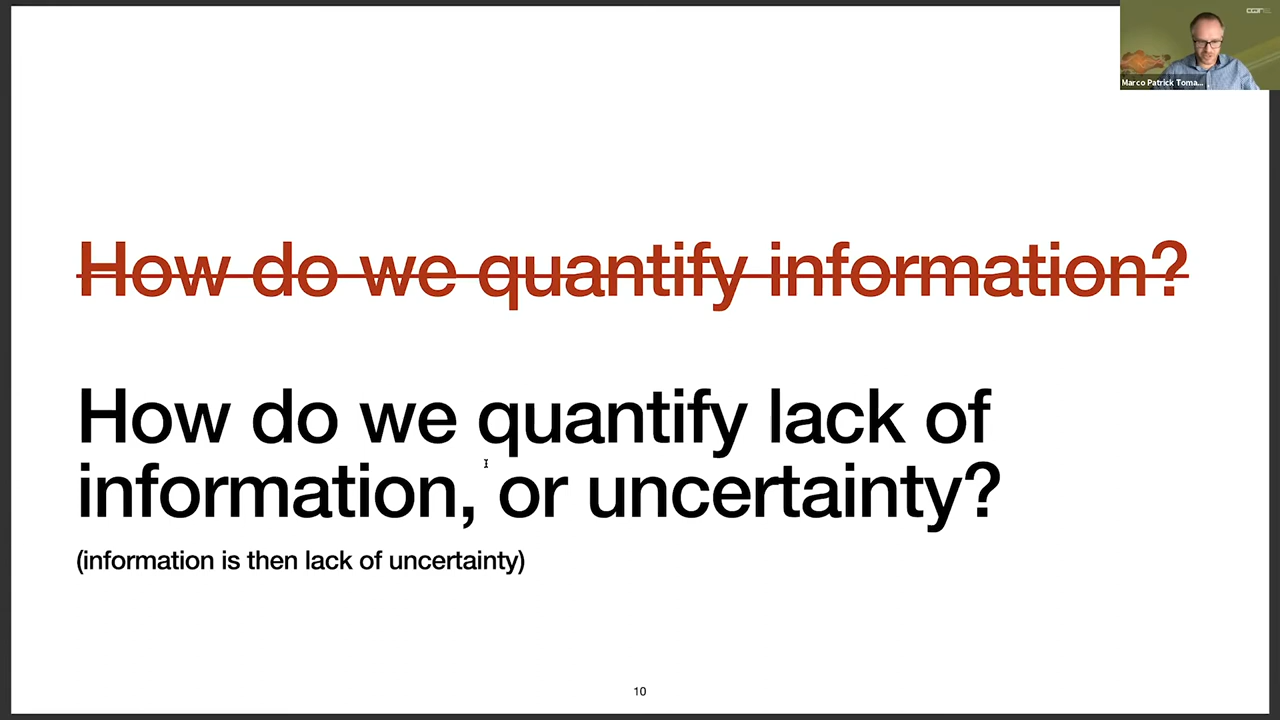 Marco Patrick Toma...
How do we quantify information?
How do we quantify lack of
information, or uncertainty?
(information is then lack of uncertainty)
10